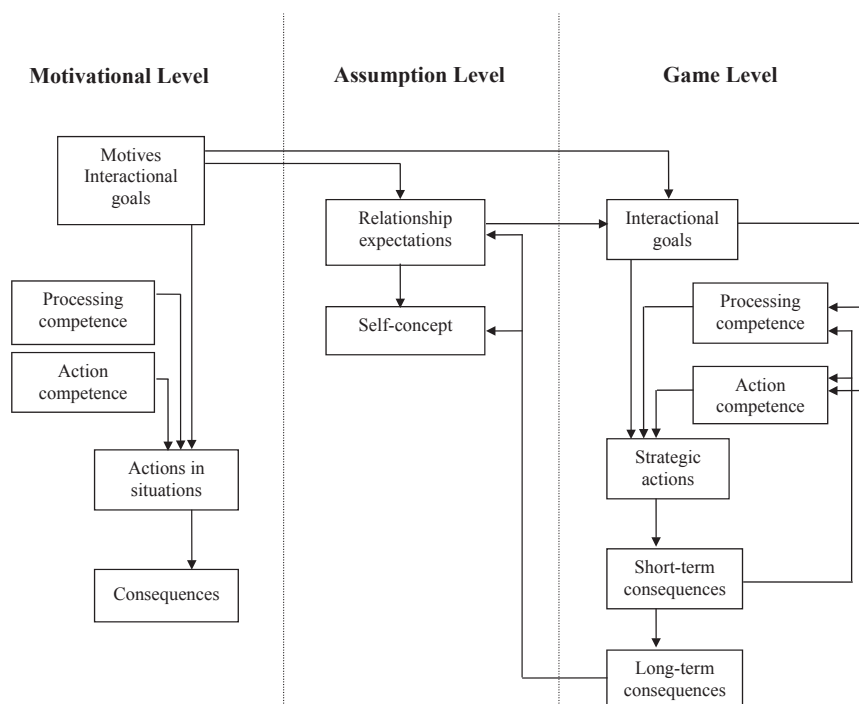 Motivational Level
Assumption Level
Game Level
Motives
Interactional
goals
Processing
competence
Action
competence
Actions in
situations
Consequences
Relationship
expectations
Self-concept
Interactional
goals
Processing
competence
Action
competence
Strategic
actions
Short-term
consequences
Long-term
consequences